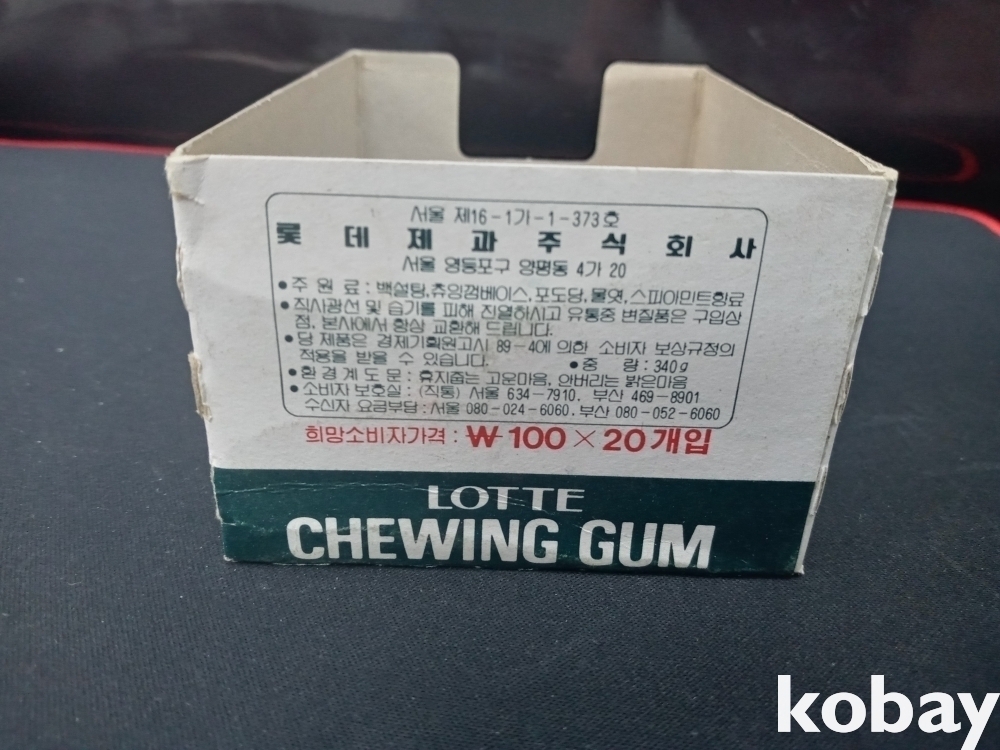 서울 제16-1가-1-373호
롯데제과주식회사
서울 영등포구 양평동 4가 20
• 주 원 료 : 백설탕,츄잉껌베이스,포도당,물엿,스피아민트향료
• 직사광선 및 습기를 피해 진열하시고 유통중 변질품은 구입상
점, 본사에서 항상 교환해 드립니다.
• 당 제품은 경제기획원고시 89-4에 의한 소비자 보상규정의
적용을 받을 수 있습니다. • 중 량 : 340g
• 환 경 계 도 문 : 휴지줍는 고운마음, 안버리는 밝은마음
• 소비자 보호실 : (직통) 서울 634-7910. 부산 469-8901
수신자 요금부담 : 서울 080-024-6060. 부산 080-052-6060
희망소비자가격 : ₩100×20개입
LOTTE
CHEWING GUM
kobay